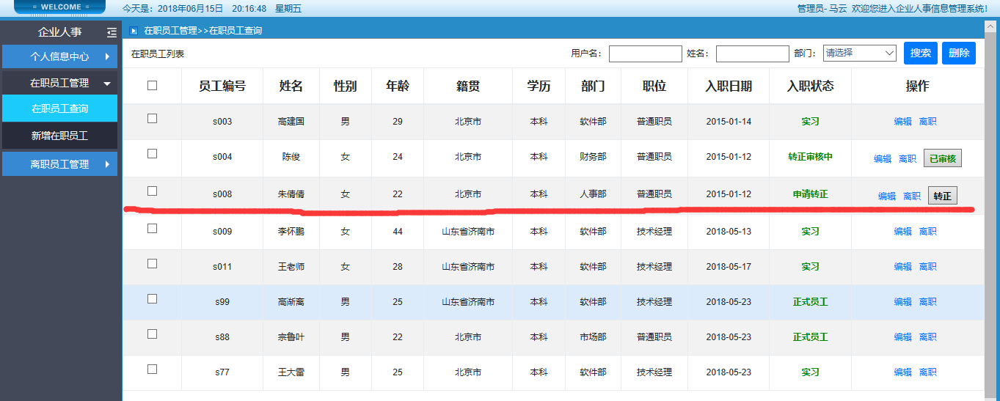 = WELCOME = 今天是：2018年06月15日 20:16:48 星期五 管理员- 马云 欢迎您进入企业人事信息管理系统！
企业人事
个人信息中心
在职员工管理
在职员工查询
新增在职员工
离职员工管理
在职员工管理>>在职员工查询
在职员工列表 用户名： 姓名： 部门： 请选择 搜索 删除
员工编号 姓名 性别 年龄 籍贯 学历 部门 职位 入职日期 入职状态 操作
s003 高建国 男 29 北京市 本科 软件部 普通职员 2015-01-14 实习 编辑 离职
s004 陈俊 女 24 北京市 本科 财务部 普通职员 2015-01-12 转正审核中 编辑 离职 已审核
s008 朱倩倩 女 22 北京市 本科 人事部 普通职员 2015-01-12 申请转正 编辑 离职 转正
s009 李怀鹏 女 44 山东省济南市 本科 软件部 技术经理 2018-05-13 实习 编辑 离职
s011 王老师 女 28 山东省济南市 本科 软件部 技术经理 2018-05-17 实习 编辑 离职
s99 高渐离 男 25 山东省济南市 本科 软件部 技术经理 2018-05-23 正式员工 编辑 离职
s88 宗鲁叶 男 22 北京市 本科 市场部 普通职员 2018-05-23 正式员工 编辑 离职
s77 王大雷 男 25 北京市 本科 软件部 技术经理 2018-05-23 实习 编辑 离职